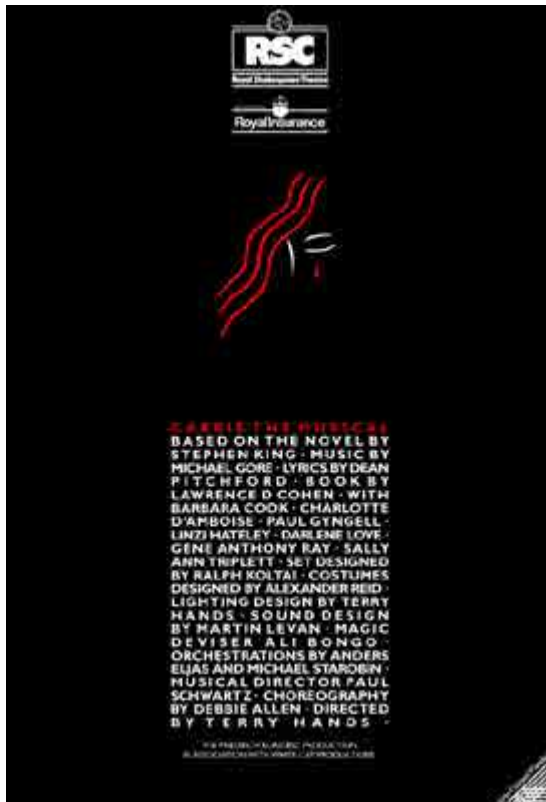 RSC
Royal Shakespeare Theatre
Royal Insurance
CARRIE THE MUSICAL
BASED ON THE NOVEL BY
STEPHEN KING · MUSIC BY
MICHAEL GORE · LYRICS BY DEAN
PITCHFORD · BOOK BY
LAWRENCE D COHEN · WITH
BARBARA COOK · CHARLOTTE
D'AMBOISE · PAUL GYNGELL ·
LINZI HATELEY · DARLENE LOVE ·
GENE ANTHONY RAY · SALLY
ANN TRIPLETT · SET DESIGNED
BY RALPH KOLTAI · COSTUMES
DESIGNED BY ALEXANDER REID ·
LIGHTING DESIGN BY TERRY
HANDS · SOUND DESIGN
BY MARTIN LEVAN · MAGIC
DEVISER ALI BONGO ·
ORCHESTRATIONS BY ANDERS
ELJAS AND MICHAEL STAROBIN ·
MUSICAL DIRECTOR PAUL
SCHWARTZ · CHOREOGRAPHY
BY DEBBIE ALLEN · DIRECTED
BY TERRY HANDS ·